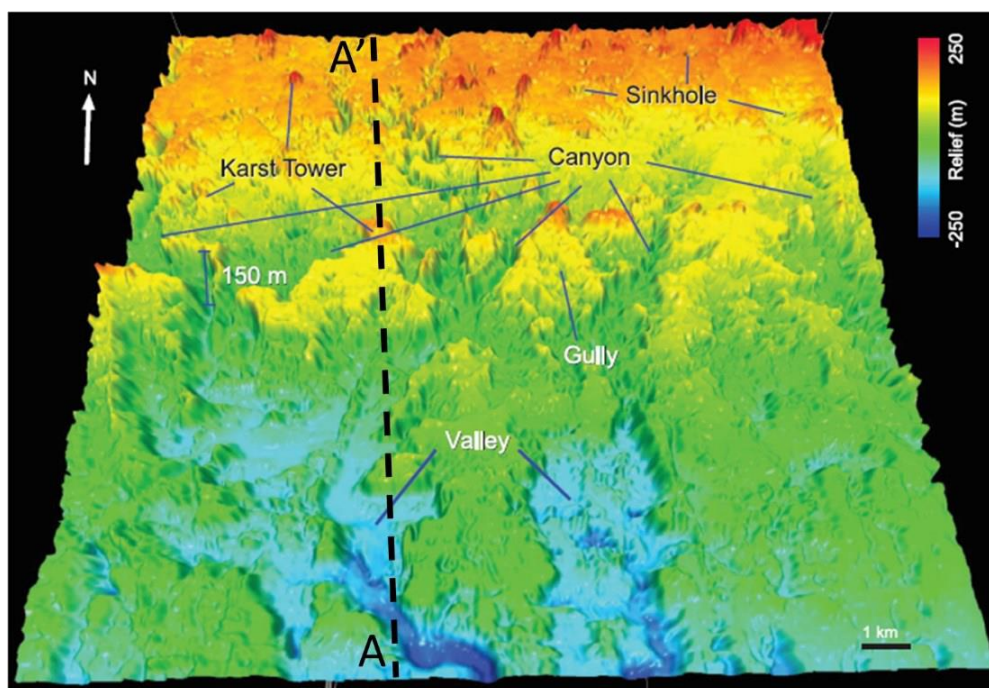 A'
N
Sinkhole
Canyon
Karst Tower
150 m
Gully
Valley
A
1 km
250
Relief (m)
-250